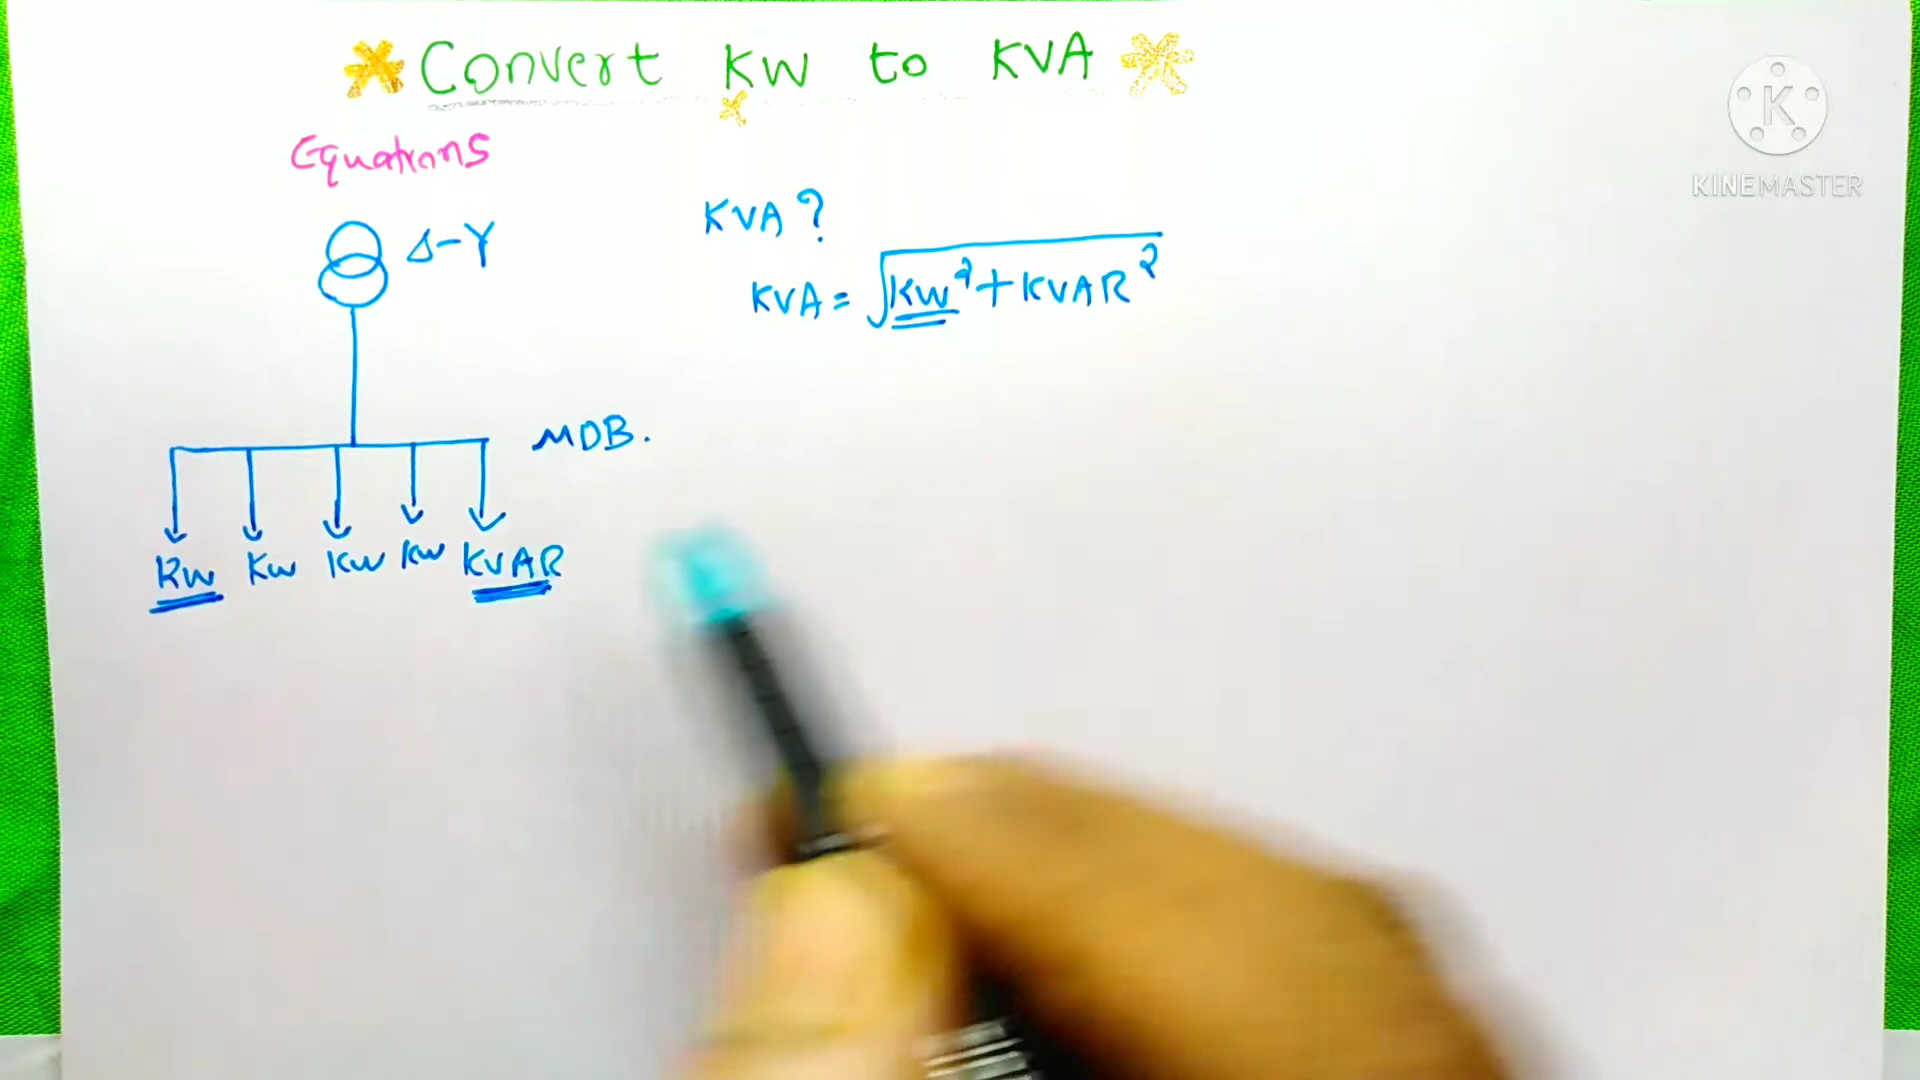 Convert KW to KVA
Equations
Δ-Y
KVA ?
KVA = √KW² + KVAR²
MDB.
KW KW KW KW KVAR
K
KINEMASTER